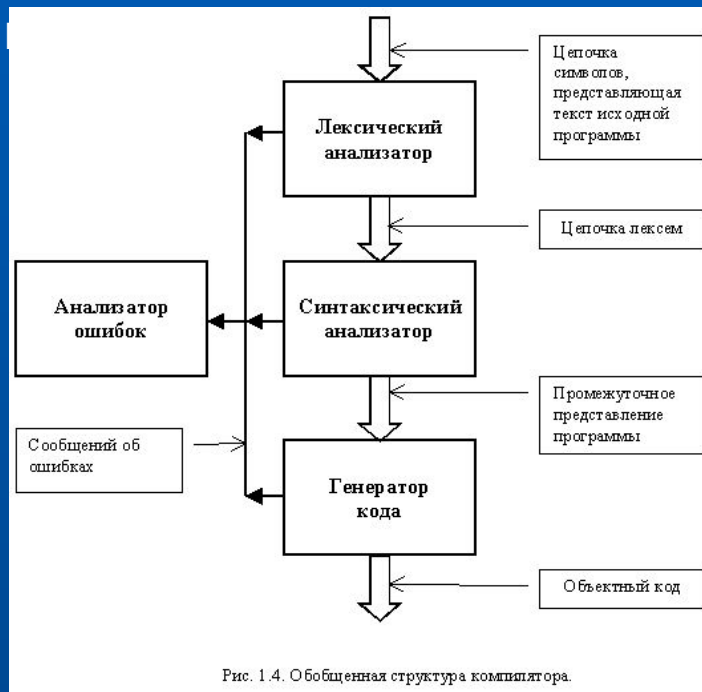 Цепочка
символов,
представляющая
текст исходной
программы
Лексический
анализатор
Цепочка лексем
Анализатор
ошибок
Синтаксический
анализатор
Промежуточное
представление
программы
Сообщений об
ошибках
Генератор
кода
Объектный код
Рис. 1.4. Обобщенная структура компилятора.